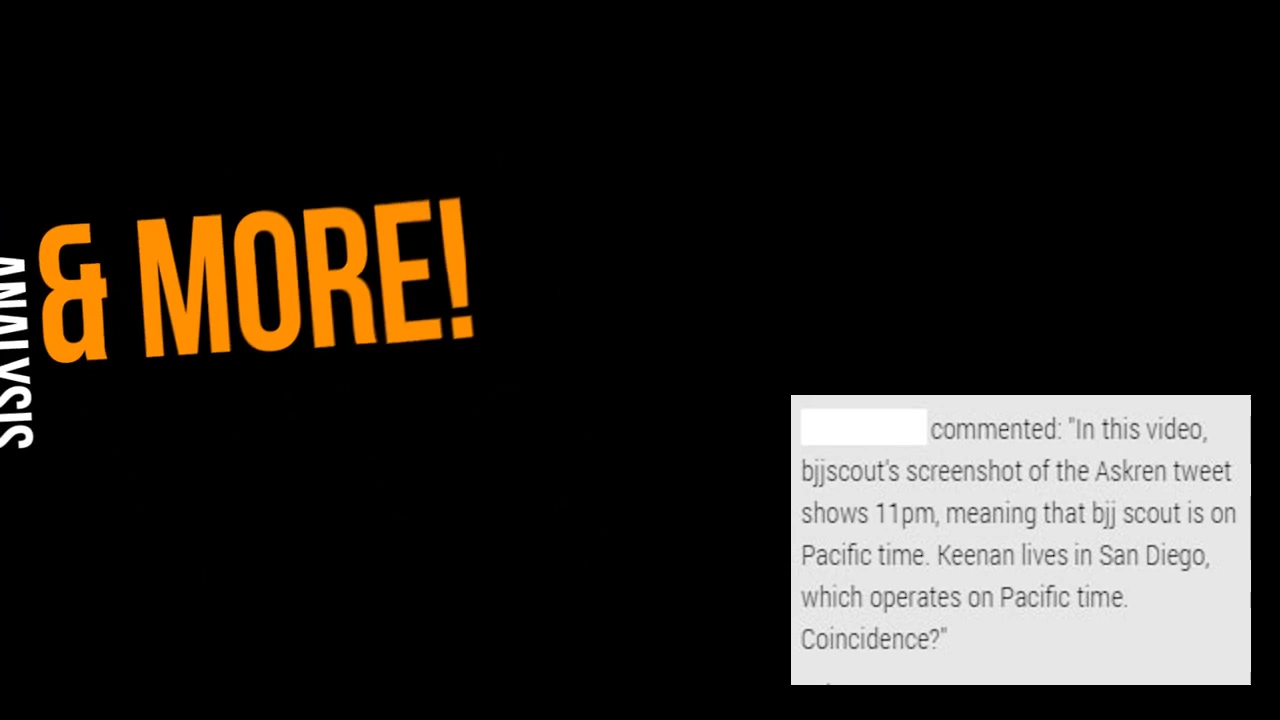 ANALYSIS
& MORE!
commented: "In this video,
bjjscout's screenshot of the Askren tweet
shows 11pm, meaning that bjj scout is on
Pacific time. Keenan lives in San Diego,
which operates on Pacific time.
Coincidence?"